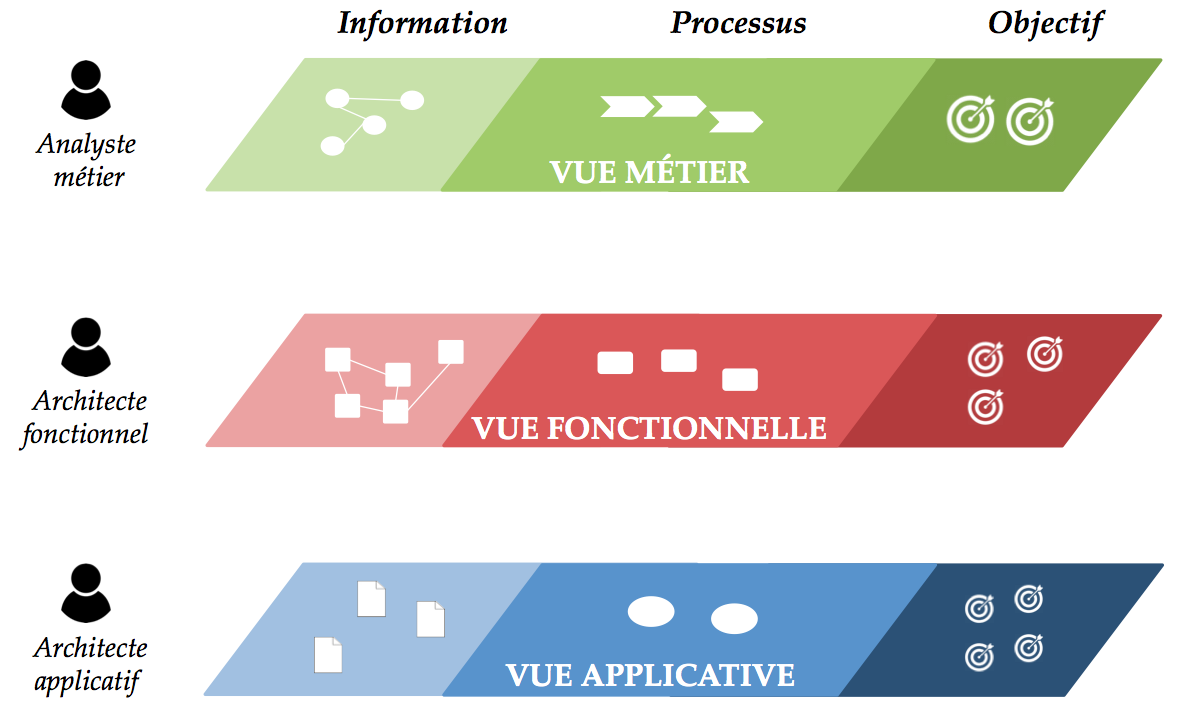 Information
Processus
Objectif
Analyste
métier
VUE MÉTIER
Architecte
fonctionnel
VUE FONCTIONNELLE
Architecte
applicatif
VUE APPLICATIVE